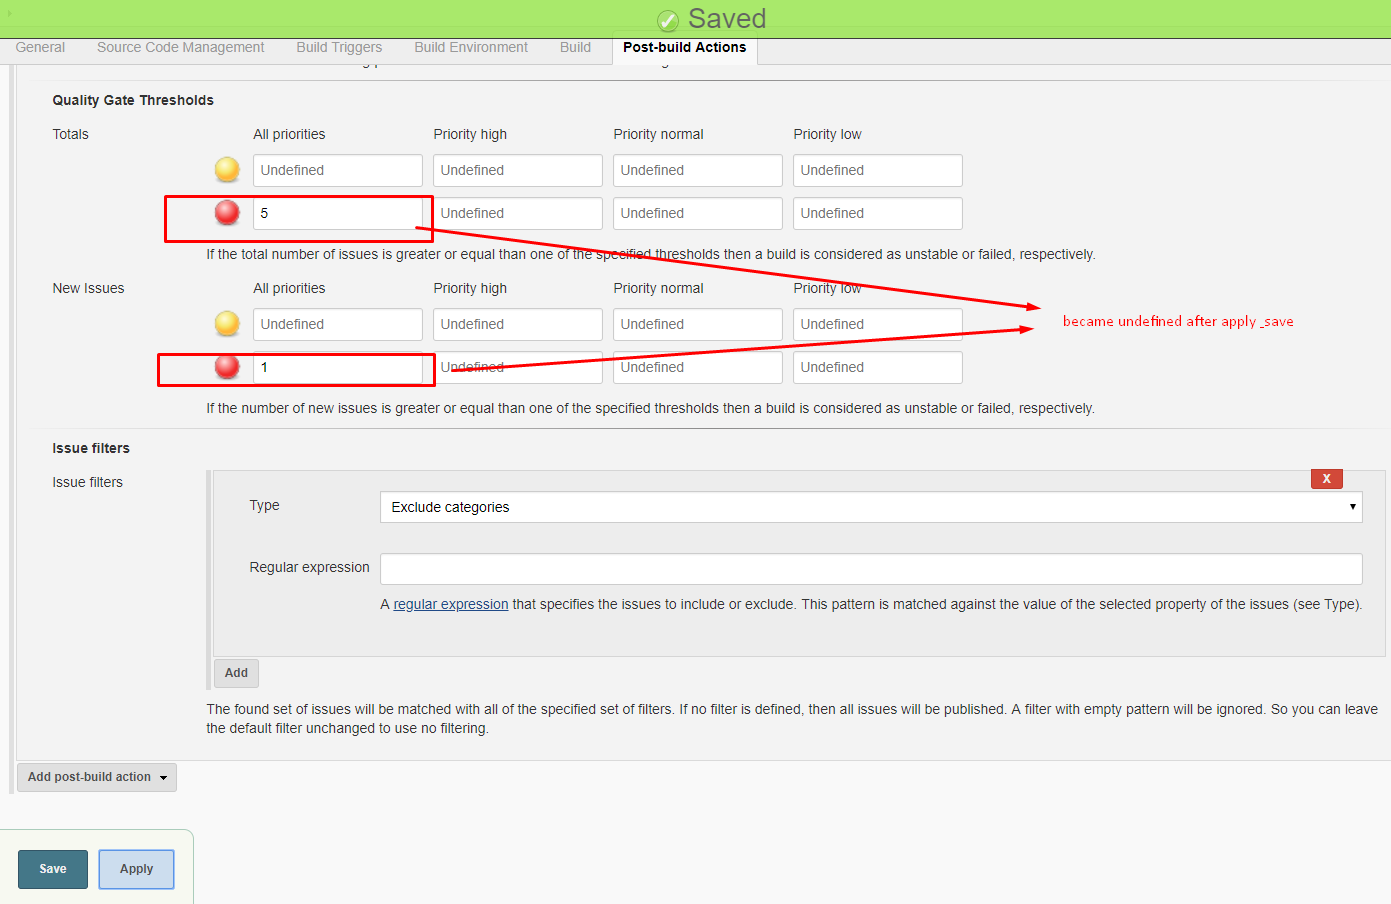 Saved
General Source Code Management Build Triggers Build Environment Build Post-build Actions
Quality Gate Thresholds
Totals All priorities Priority high Priority normal Priority low
Undefined Undefined Undefined Undefined
5 Undefined Undefined Undefined
If the total number of issues is greater or equal than one of the specified thresholds then a build is considered as unstable or failed, respectively.
New Issues All priorities Priority high Priority normal Priority low
Undefined Undefined Undefined Undefined
became undefined after apply _save
1 Undefined Undefined Undefined
If the number of new issues is greater or equal than one of the specified thresholds then a build is considered as unstable or failed, respectively.
Issue filters
Issue filters
X
Type Exclude categories
Regular expression
A regular expression that specifies the issues to include or exclude. This pattern is matched against the value of the selected property of the issues (see Type).
Add
The found set of issues will be matched with all of the specified set of filters. If no filter is defined, then all issues will be published. A filter with empty pattern will be ignored. So you can leave
the default filter unchanged to use no filtering.
Add post-build action
Save Apply